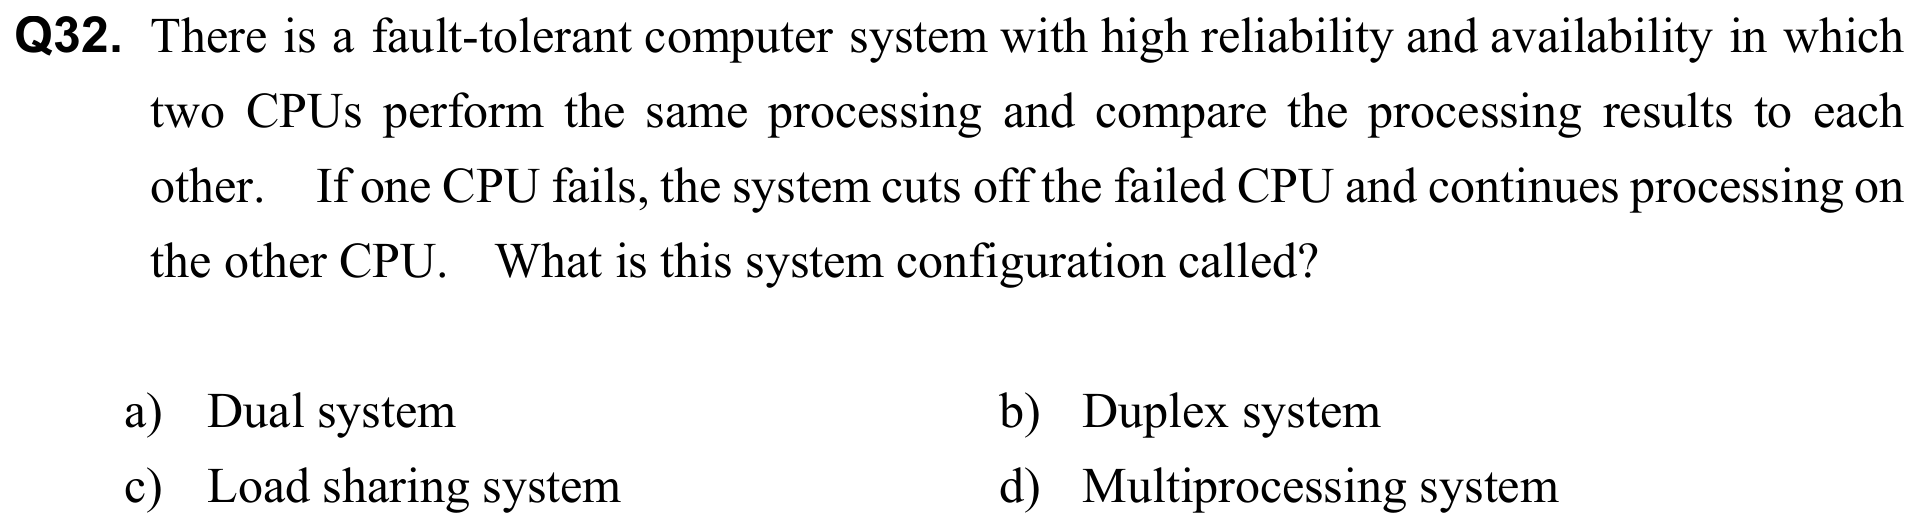 Q32. There is a fault-tolerant computer system with high reliability and availability in which
two CPUs perform the same processing and compare the processing results to each
other. If one CPU fails, the system cuts off the failed CPU and continues processing on
the other CPU. What is this system configuration called?
a) Dual system b) Duplex system
c) Load sharing system d) Multiprocessing system